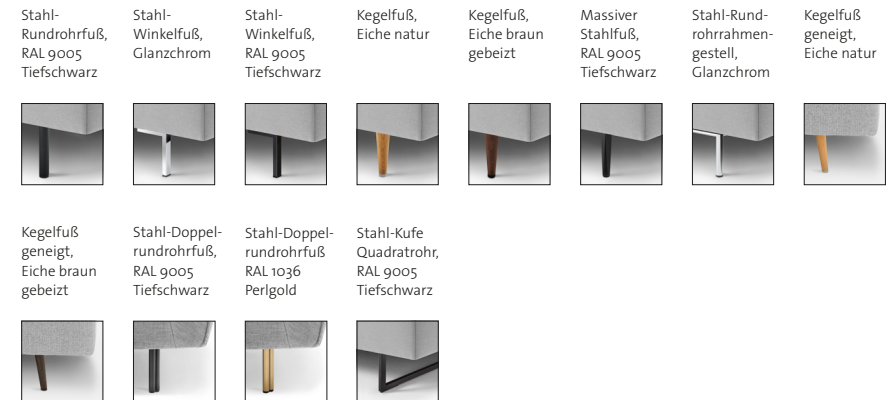 Stahl-
Rundrohrfuß,
RAL 9005
Tiefschwarz
Stahl-
Winkelfuß,
Glanzchrom
Stahl-
Winkelfuß,
RAL 9005
Tiefschwarz
Kegelfuß,
Eiche natur
Kegelfuß,
Eiche braun
gebeizt
Massiver
Stahlfuß,
RAL 9005
Tiefschwarz
Stahl-Rund-
rohrrahmen-
gestell,
Glanzchrom
Kegelfuß
geneigt,
Eiche natur
Kegelfuß
geneigt,
Eiche braun
gebeizt
Stahl-Doppel-
rundrohrfuß,
RAL 9005
Tiefschwarz
Stahl-Doppel-
rundrohrfuß
RAL 1036
Perlgold
Stahl-Kufe
Quadratrohr,
RAL 9005
Tiefschwarz